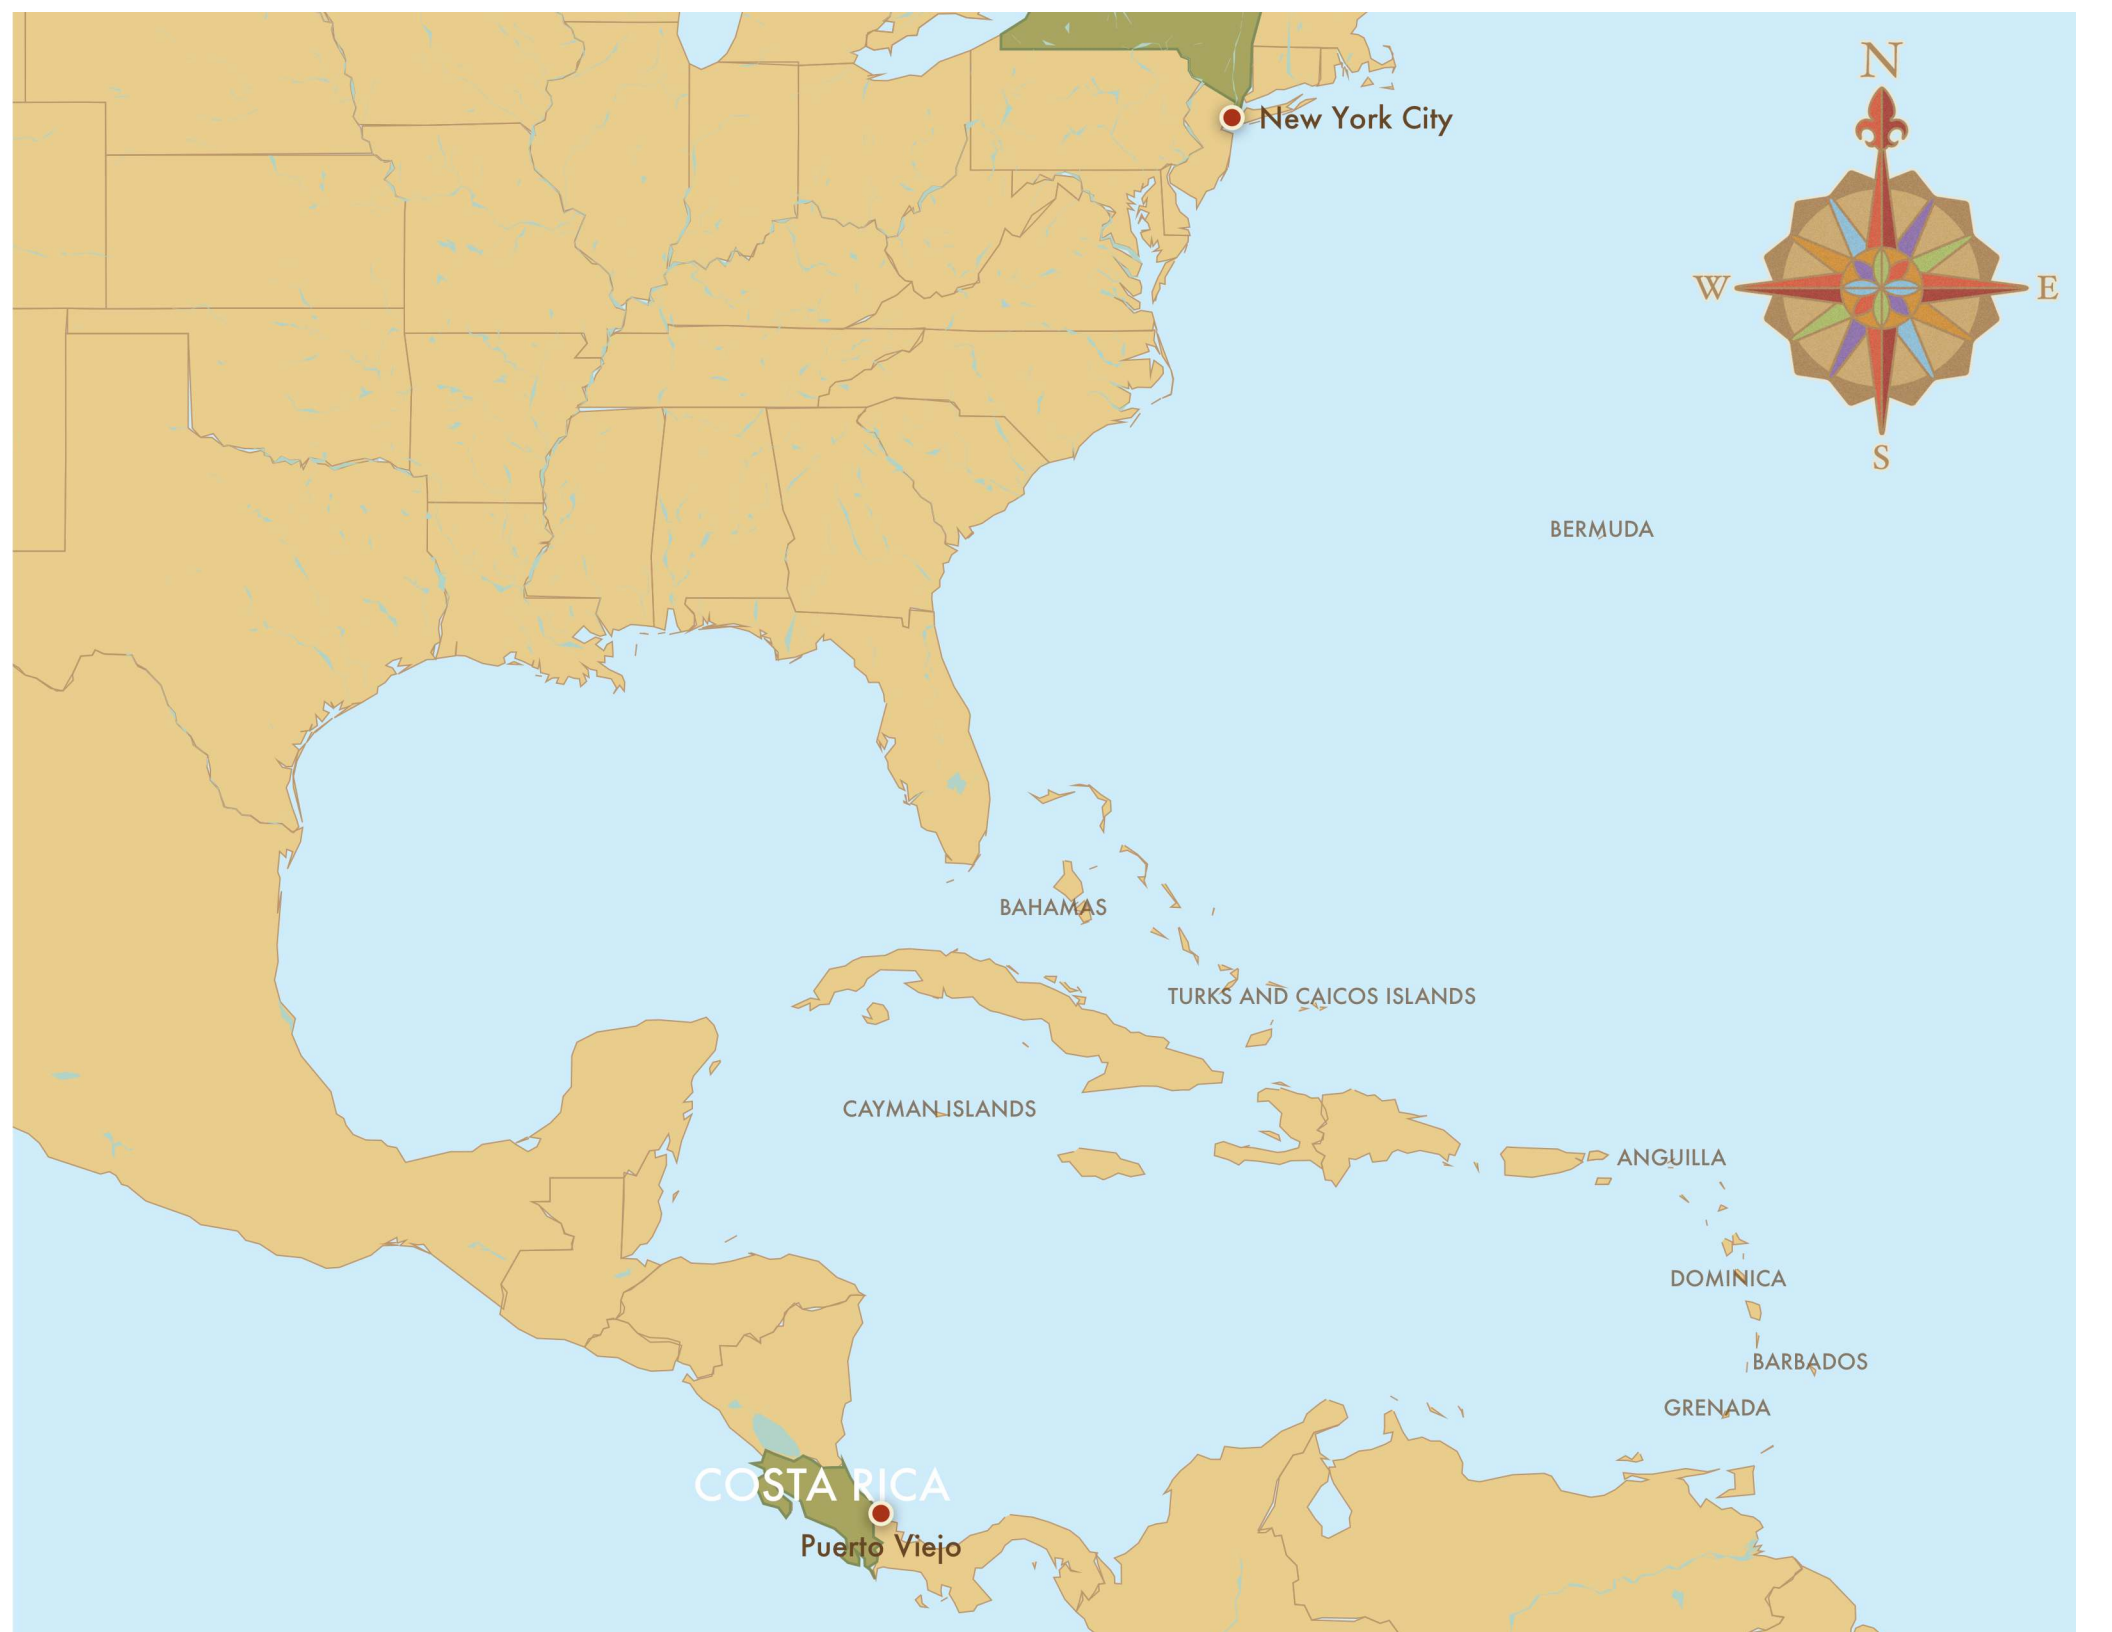 N
New York City
W
E
S
BERMUDA
BAHAMAS
TURKS AND CAICOS ISLANDS
CAYMAN ISLANDS
ANGUILLA
DOMINICA
BARBADOS
GRENADA
COSTA RICA
Puerto Viejo